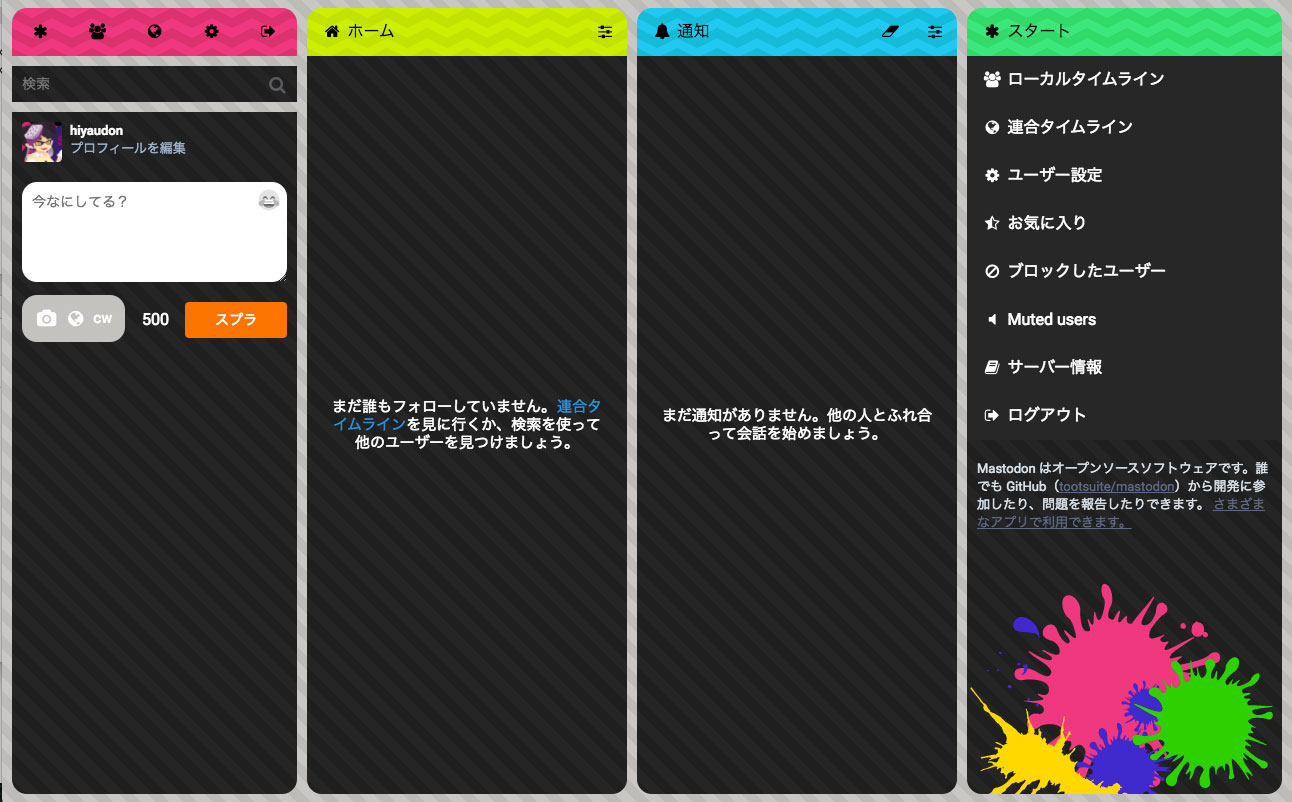 検索
hiyaudon
プロフィールを編集
今なにしてる？
CW
500
スプラ
ホーム
まだ誰もフォローしていません。連合タ
イムラインを見に行くか、検索を使って
他のユーザーを見つけましょう。
通知
まだ通知がありません。他の人とふれ合
って会話を始めましょう。
スタート
ローカルタイムライン
連合タイムライン
ユーザー設定
お気に入り
ブロックしたユーザー
Muted users
サーバー情報
ログアウト
Mastodon はオープンソースソフトウェアです。誰
でも GitHub（tootsuite/mastodon）から開発に参
加したり、問題を報告したりできます。 さまざま
なアプリで利用できます。